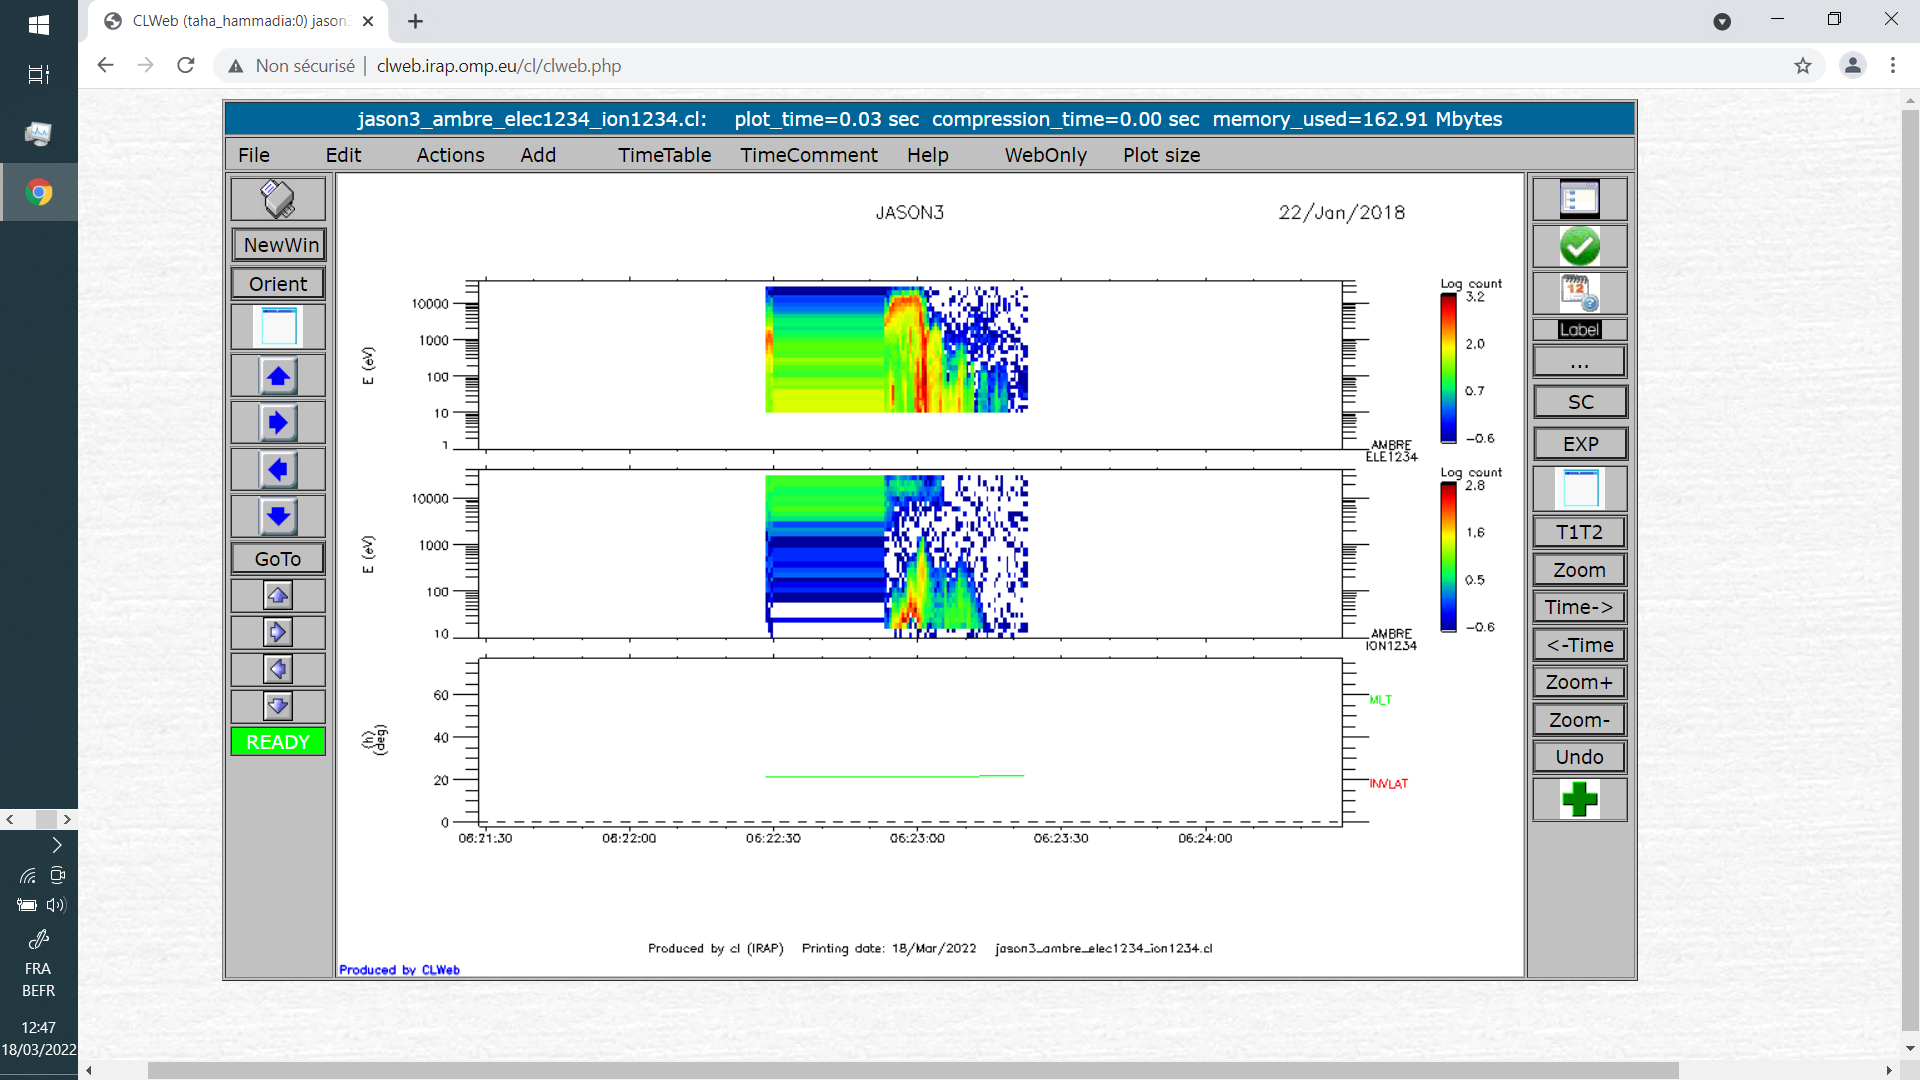 CLWeb (taha_hammadia:0) jason3
Non sécurisé | clweb.irap.omp.eu/cl/clweb.php
jason3_ambre_elec1234_ion1234.cl: plot_time=0.03 sec compression_time=0.00 sec memory_used=162.91 Mbytes
File Edit Actions Add TimeTable TimeComment Help WebOnly Plot size
NewWin
Orient
GoTo
READY
JASON3 22/Jan/2018
Log count
3.2
2.0
0.7
-0.6
10000
1000
100
10
1
E (eV)
AMBRE
ELE1234
Log count
2.8
1.6
0.5
-0.6
10000
1000
100
10
E (eV)
AMBRE
ION1234
60
40
20
0
(h)
(deg)
MLT
INVLAT
06:21:30 06:22:00 06:22:30 06:23:00 06:23:30 06:24:00
Produced by cl (IRAP) Printing date: 18/Mar/2022 jason3_ambre_elec1234_ion1234.cl
Produced by CLWeb
12
Label
...
SC
EXP
T1T2
Zoom
Time->
<-Time
Zoom+
Zoom-
Undo
FRA
BEFR
12:47
18/03/2022